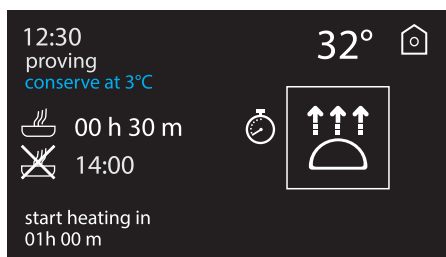 12:30
32°
proving
conserve at 3°C
00 h 30 m
14:00
start heating in
01h 00 m